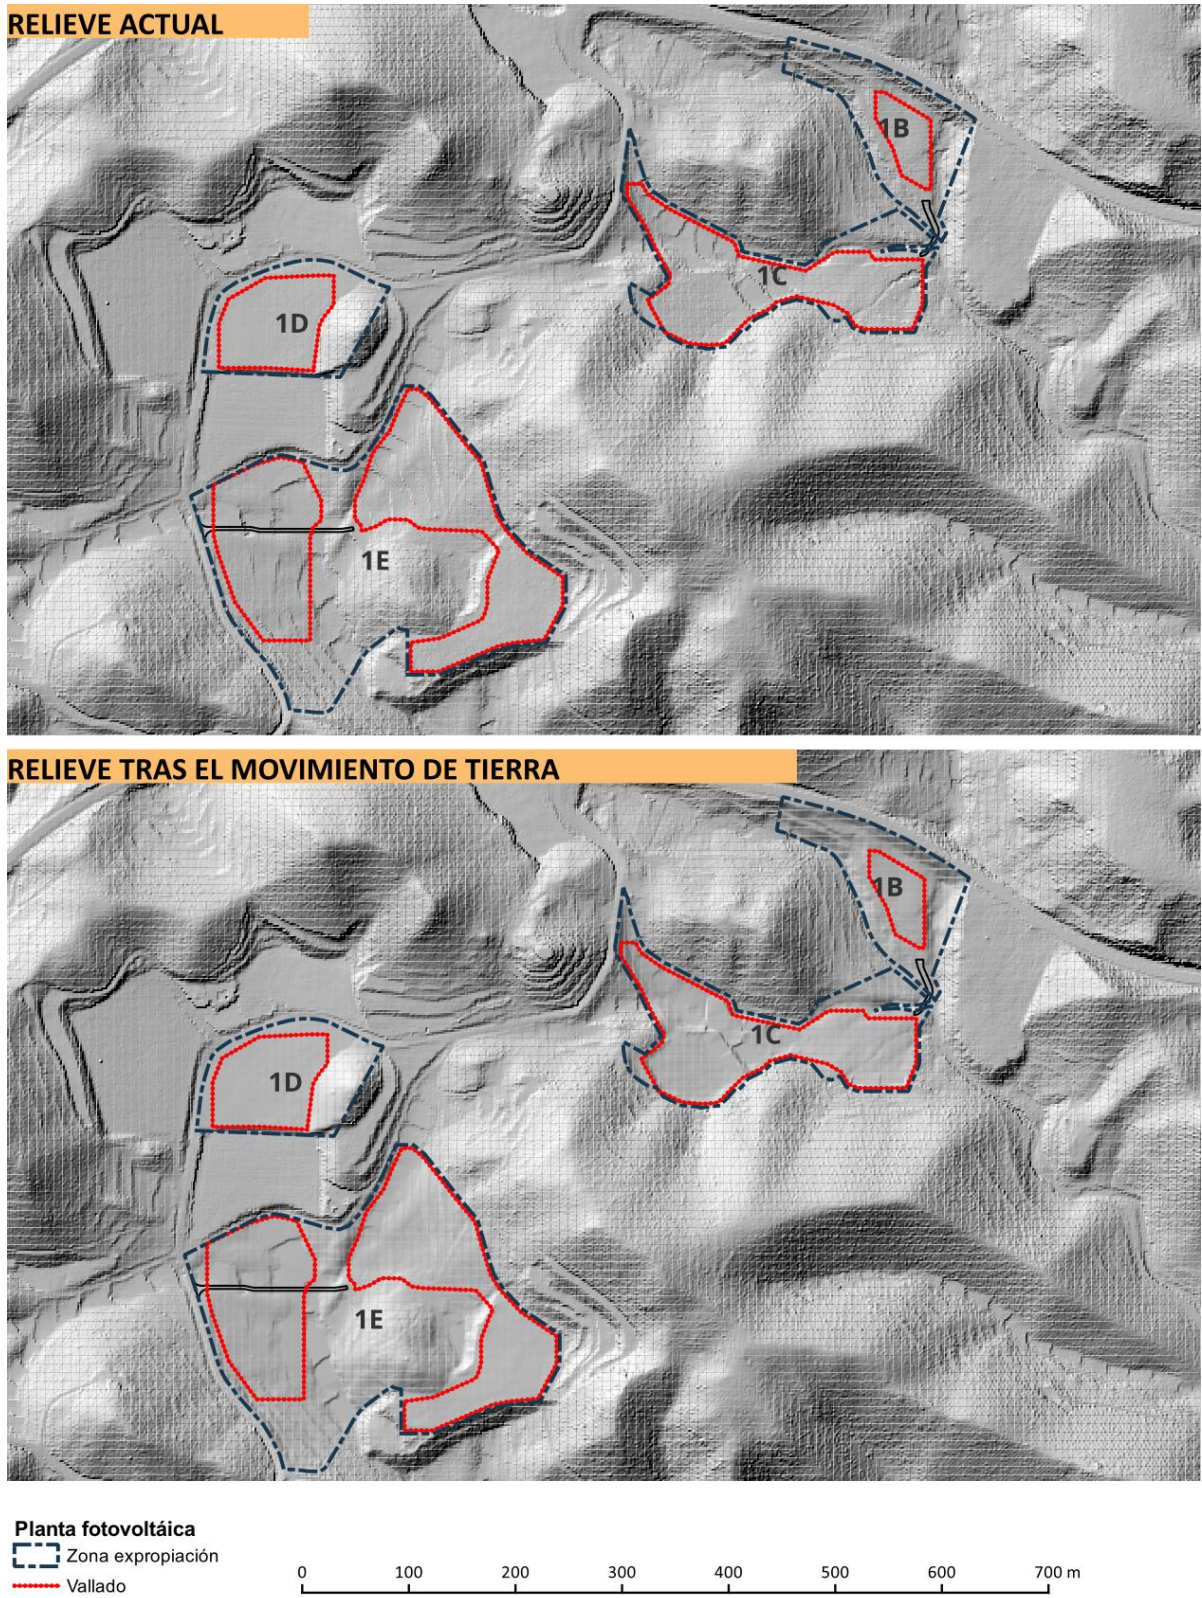 RELIEVE ACTUAL
1B
1C
1D
1E
RELIEVE TRAS EL MOVIMIENTO DE TIERRA
1B
1C
1D
1E
Planta fotovoltáica
Zona expropiación
Vallado
0 100 200 300 400 500 600 700 m